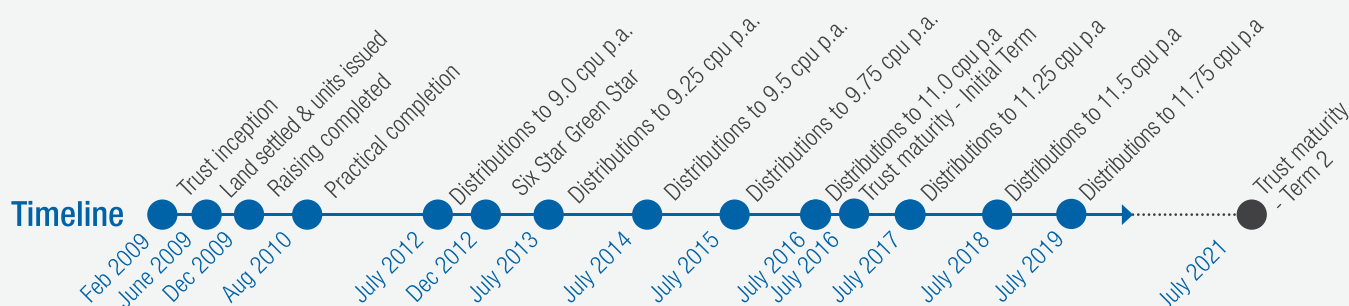 Timeline
Trust inception
Land settled & units issued
Raising completed
Practical completion
Distributions to 9.0 cpu p.a.
Six Star Green Star
Distributions to 9.25 cpu p.a.
Distributions to 9.5 cpu p.a.
Distributions to 9.75 cpu p.a.
Distributions to 11.0 cpu p.a
Trust maturity - Initial Term
Distributions to 11.25 cpu p.a
Distributions to 11.5 cpu p.a
Distributions to 11.75 cpu p.a
Trust maturity
- Term 2
Feb 2009
June 2009
Dec 2009
Aug 2010
July 2012
Dec 2012
July 2013
July 2014
July 2015
July 2016
July 2016
July 2017
July 2018
July 2019
July 2021